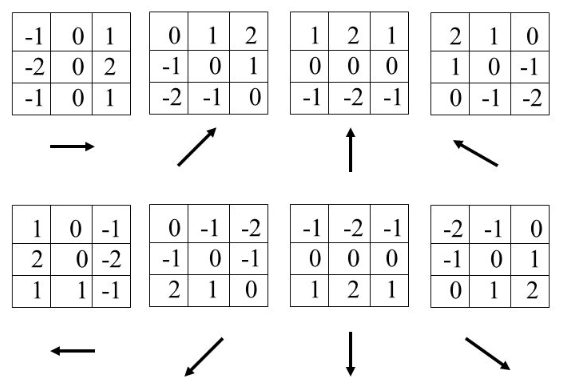 -1 0 1 0 1 2 1 2 1 2 1 0
-2 0 2 -1 0 1 0 0 0 1 0 -1
-1 0 1 -2 -1 0 -1 -2 -1 0 -1 -2
1 0 -1 0 -1 -2 -1 -2 -1 -2 -1 0
2 0 -2 -1 0 -1 0 0 0 -1 0 1
1 1 -1 2 1 0 1 2 1 0 1 2